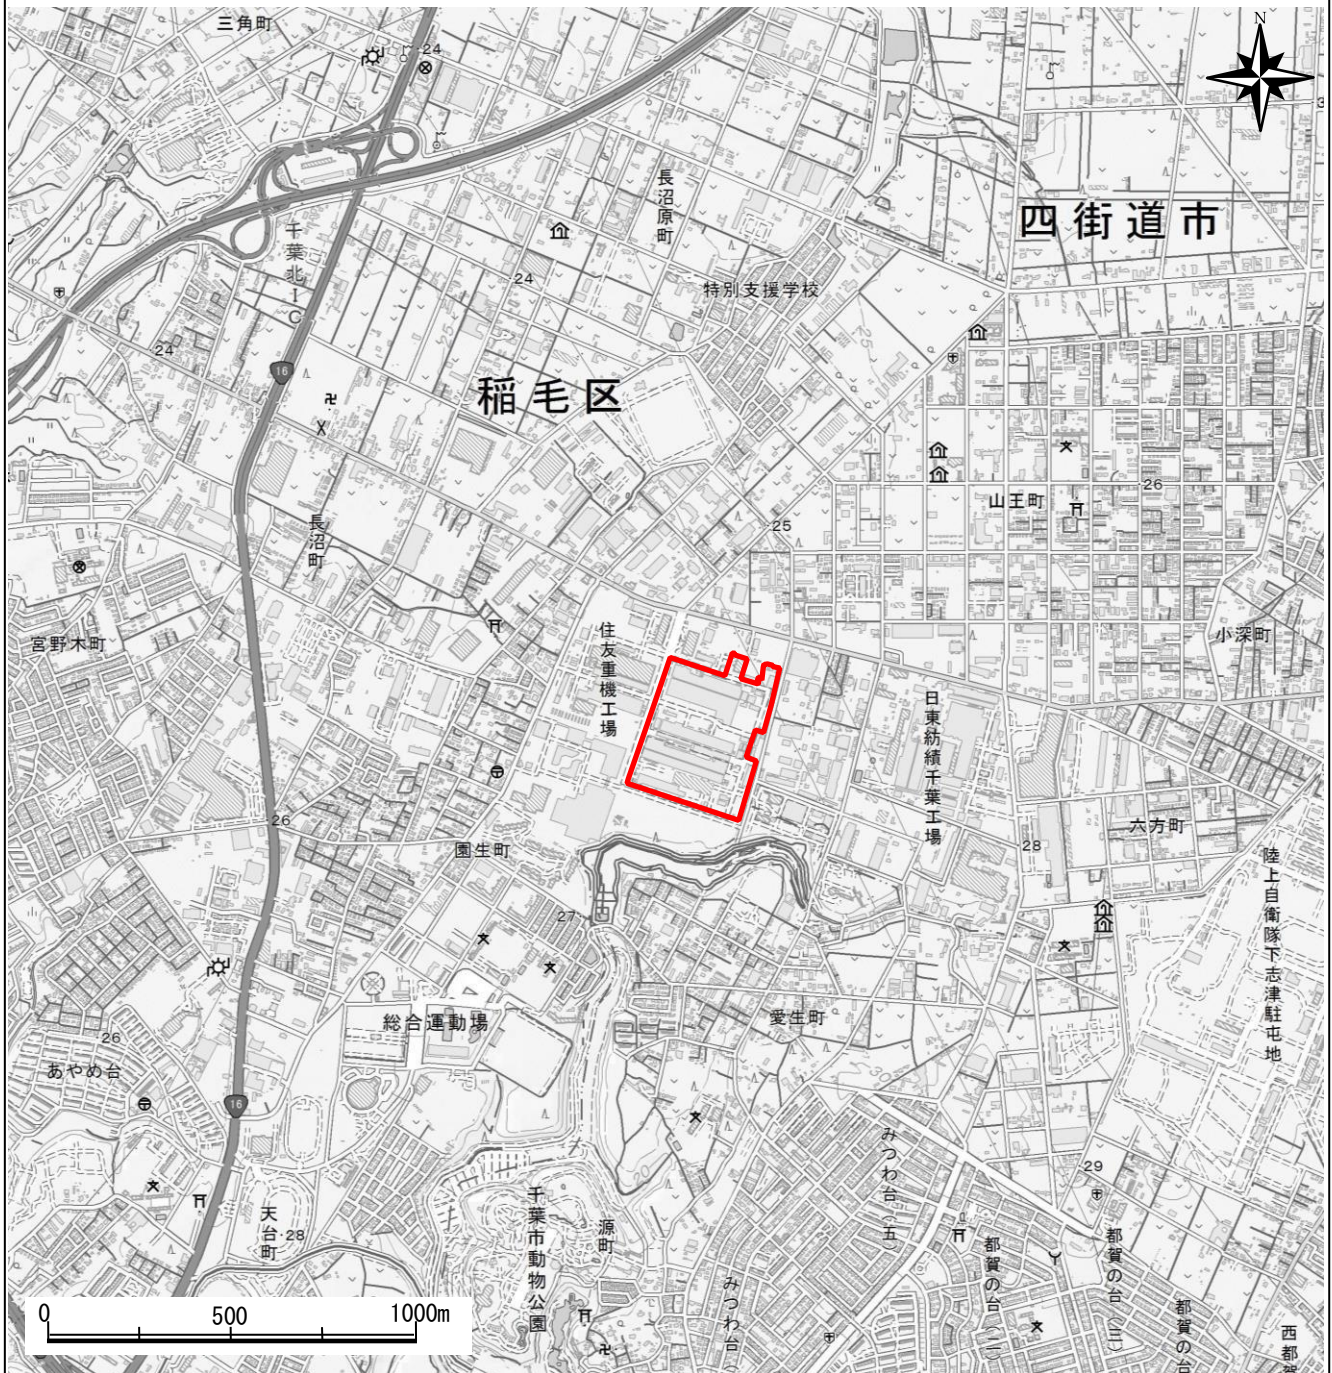 三角町
24
N
3
長沼原町
四街道市
千葉北IC
24
特別支援学校
24
16
稲毛区
26
山王町
25
長沼町
小深町
宮野木町
住友重機工場
日東紡績千葉工場
26
六方町
28
園生町
陸上自衛隊下志津駐屯地
27
総合運動場
愛生町
26
あやめ台
16
みつわ台(五)
29
千葉市動物公園
源町
天台町
28
都賀の台(二)
都賀の台(三)
みつわ台(
都賀の台
西都賀
0 500 1000m